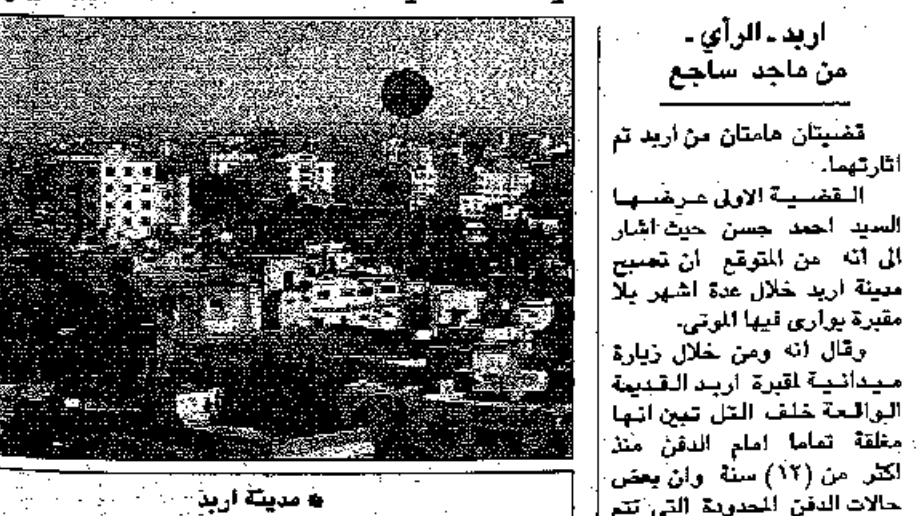 اربد ـ الرأي ـ
من ماجد ساجع
قضيتان هامتان من اربد تم
اثارتهما.
القضية الاولى عرضها
السيد احمد حسن حيث اشار
الى أنه من المتوقع ان تصبح
مدينة اربد خلال عدة اشهر بلا
مقبرة يوارى فيها الموتى.
وقال انه ومن خلال زيارة
ميدانية لمقبرة اربد القديمة
الواقعة خلف التل تبين انها
مغلقة تماما امام الدفن منذ
اكثر من (١٢) سنة وان بعض
حالات الدفن المحدودة التي تتم
* مدينة اربد